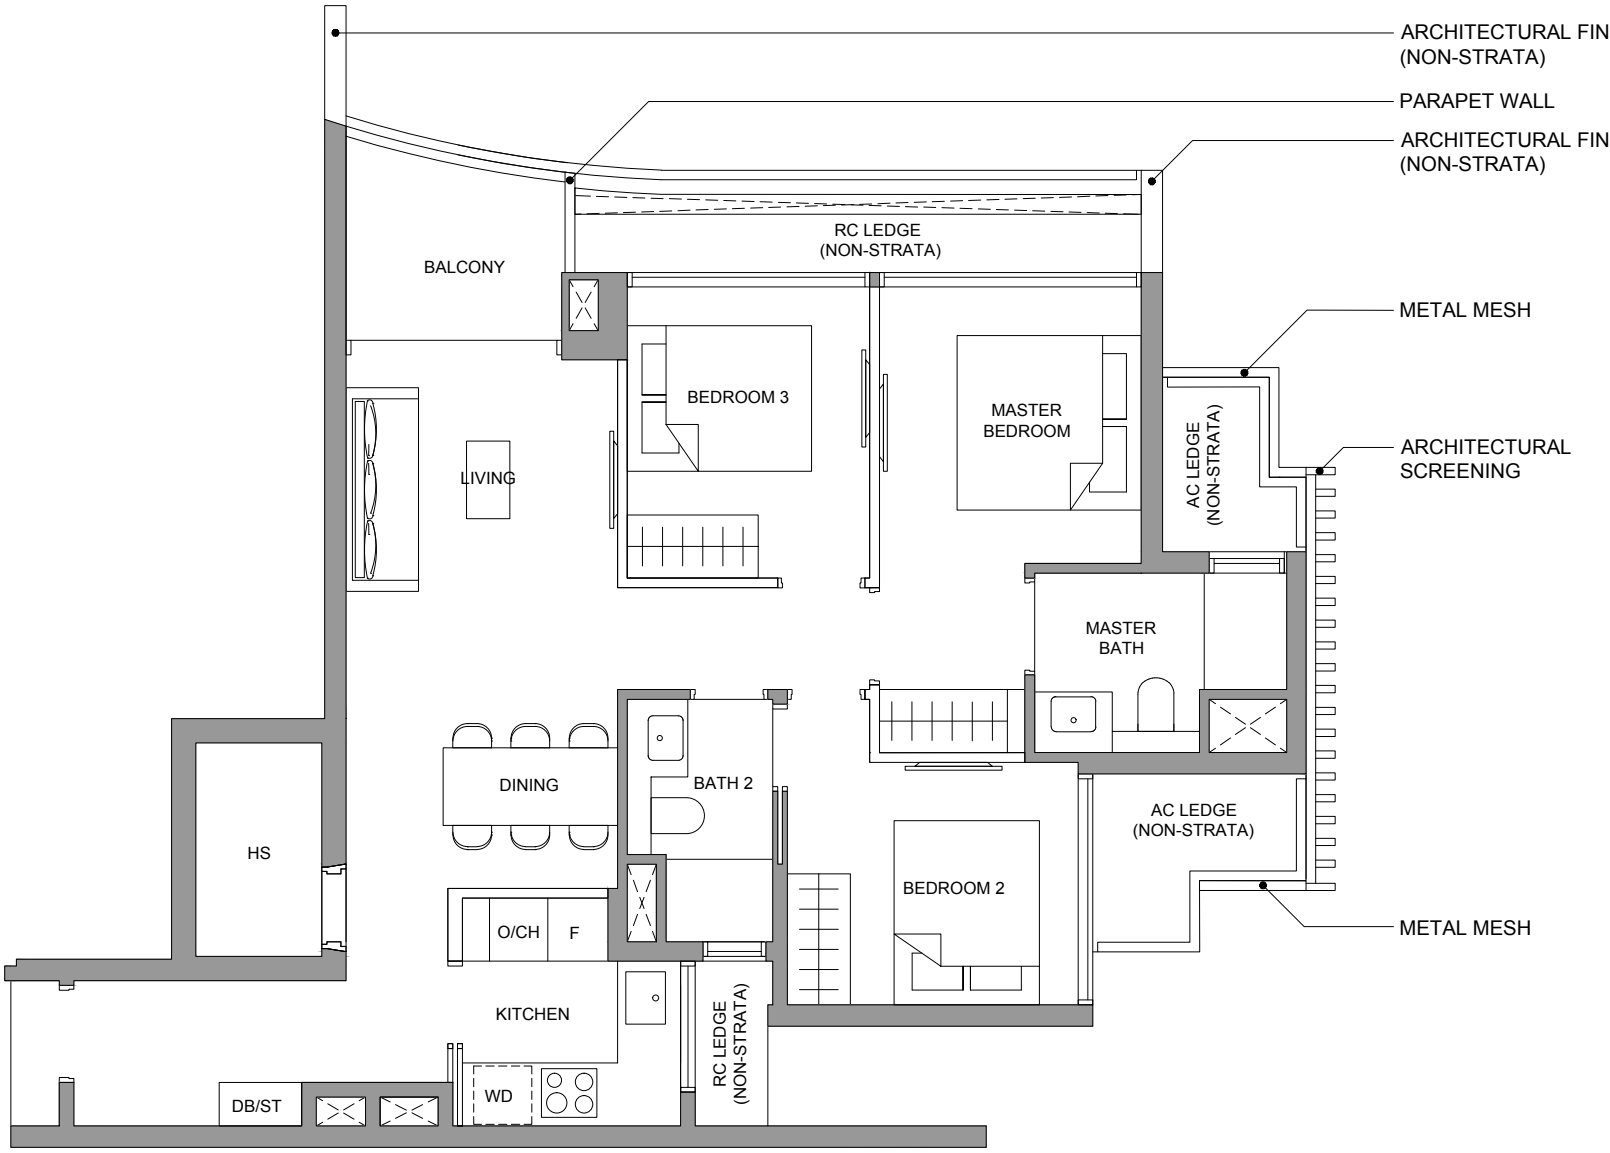 ARCHITECTURAL FIN
(NON-STRATA)
PARAPET WALL
ARCHITECTURAL FIN
(NON-STRATA)
RC LEDGE
(NON-STRATA)
BALCONY
METAL MESH
BEDROOM 3
MASTER
BEDROOM
AC LEDGE
(NON-STRATA)
ARCHITECTURAL
SCREENING
LIVING
MASTER
BATH
DINING
BATH 2
AC LEDGE
(NON-STRATA)
HS
BEDROOM 2
O/CH
F
METAL MESH
KITCHEN
RC LEDGE
(NON-STRATA)
WD
DB/ST